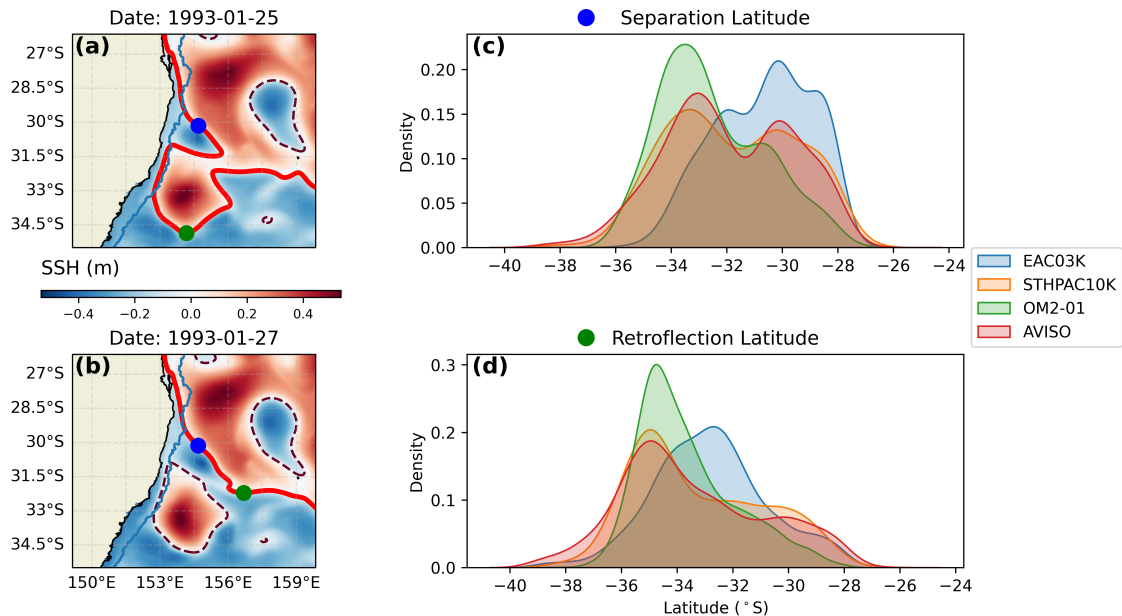 Date: 1993-01-25
(a)
27°S
28.5°S
30°S
31.5°S
33°S
34.5°S
SSH (m)
−0.4 −0.2 0.0 0.2 0.4
Date: 1993-01-27
(b)
27°S
28.5°S
30°S
31.5°S
33°S
34.5°S
150°E 153°E 156°E 159°E
Separation Latitude
(c)
Density
0.20
0.15
0.10
0.05
0.00
−40 −38 −36 −34 −32 −30 −28 −26 −24
EAC03K
STHPAC10K
OM2-01
AVISO
Retroflection Latitude
(d)
Density
0.3
0.2
0.1
0.0
−40 −38 −36 −34 −32 −30 −28 −26 −24
Latitude (°S)